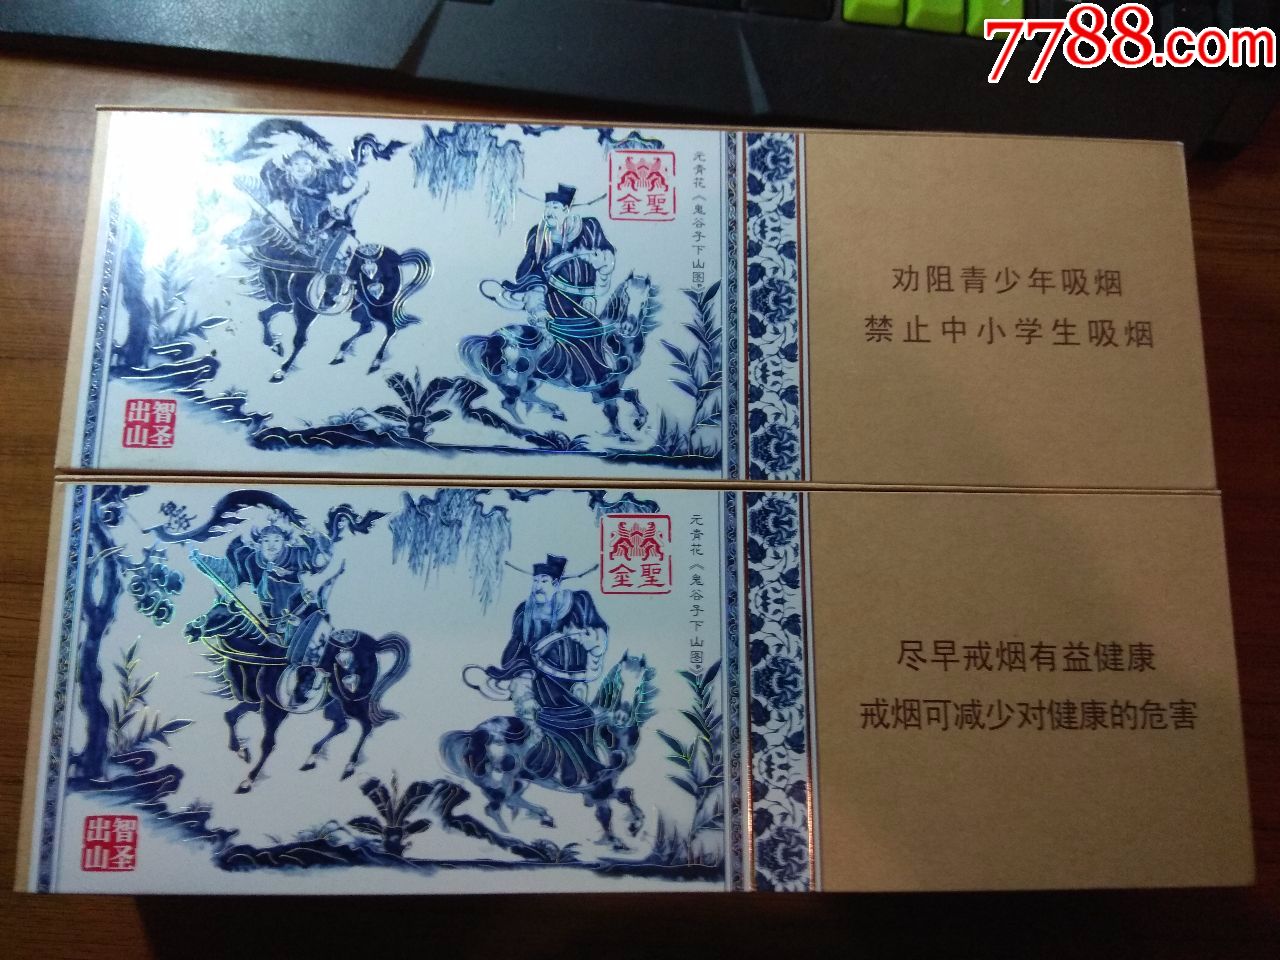 7788.com
金聖
元青花《鬼谷子下山图》
智圣
出山
劝阻青少年吸烟
禁止中小学生吸烟
鬼谷
金聖
元青花《鬼谷子下山图》
智圣
出山
尽早戒烟有益健康
戒烟可减少对健康的危害